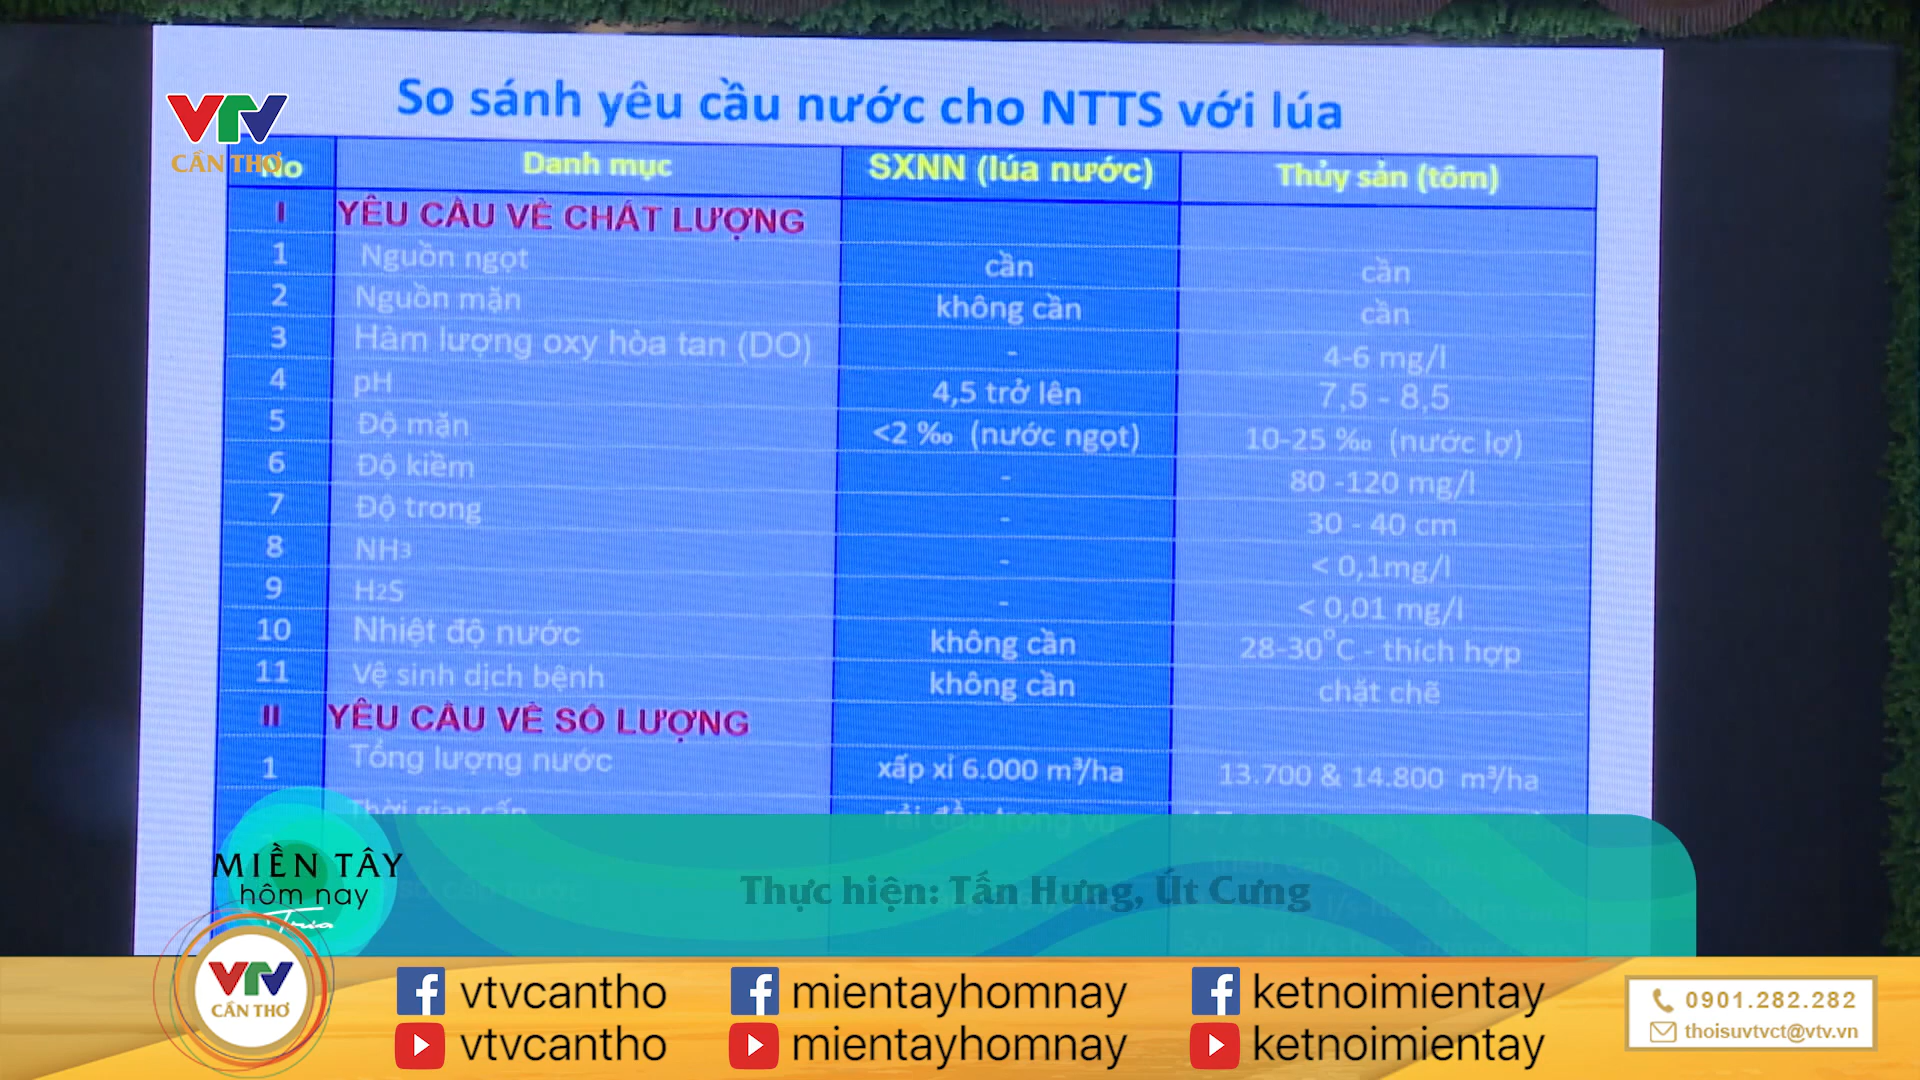 So sánh yêu cầu nước cho NTTS với lúa
VTV
CẦN THƠ
No Danh mục SXNN (lúa nước) Thủy sản (tôm)
I YÊU CẦU VỀ CHẤT LƯỢNG
1 Nguồn ngọt cần cần
2 Nguồn mặn không cần cần
3 Hàm lượng oxy hòa tan (DO) - 4-6 mg/l
4 pH 4,5 trở lên 7,5 - 8,5
5 Độ mặn <2 ‰ (nước ngọt) 10-25 ‰ (nước lợ)
6 Độ kiềm - 80 -120 mg/l
7 Độ trong - 30 - 40 cm
8 NH3 - < 0,1mg/l
9 H2S - < 0,01 mg/l
10 Nhiệt độ nước không cần 28-30°C - thích hợp
11 Vệ sinh dịch bệnh không cần chặt chẽ
II YÊU CẦU VỀ SỐ LƯỢNG
1 Tổng lượng nước xấp xỉ 6.000 m³/ha 13.700 & 14.800 m³/ha
Thời gian cấp rải đều trong vụ
MIỀN TÂY
hôm nay
Trưa
Thực hiện: Tấn Hưng, Út Cưng
VTV
CẦN THƠ
vtvcantho mientayhomnay ketnoimientay
vtvcantho mientayhomnay ketnoimientay
0901.282.282
thoisuvtvct@vtv.vn